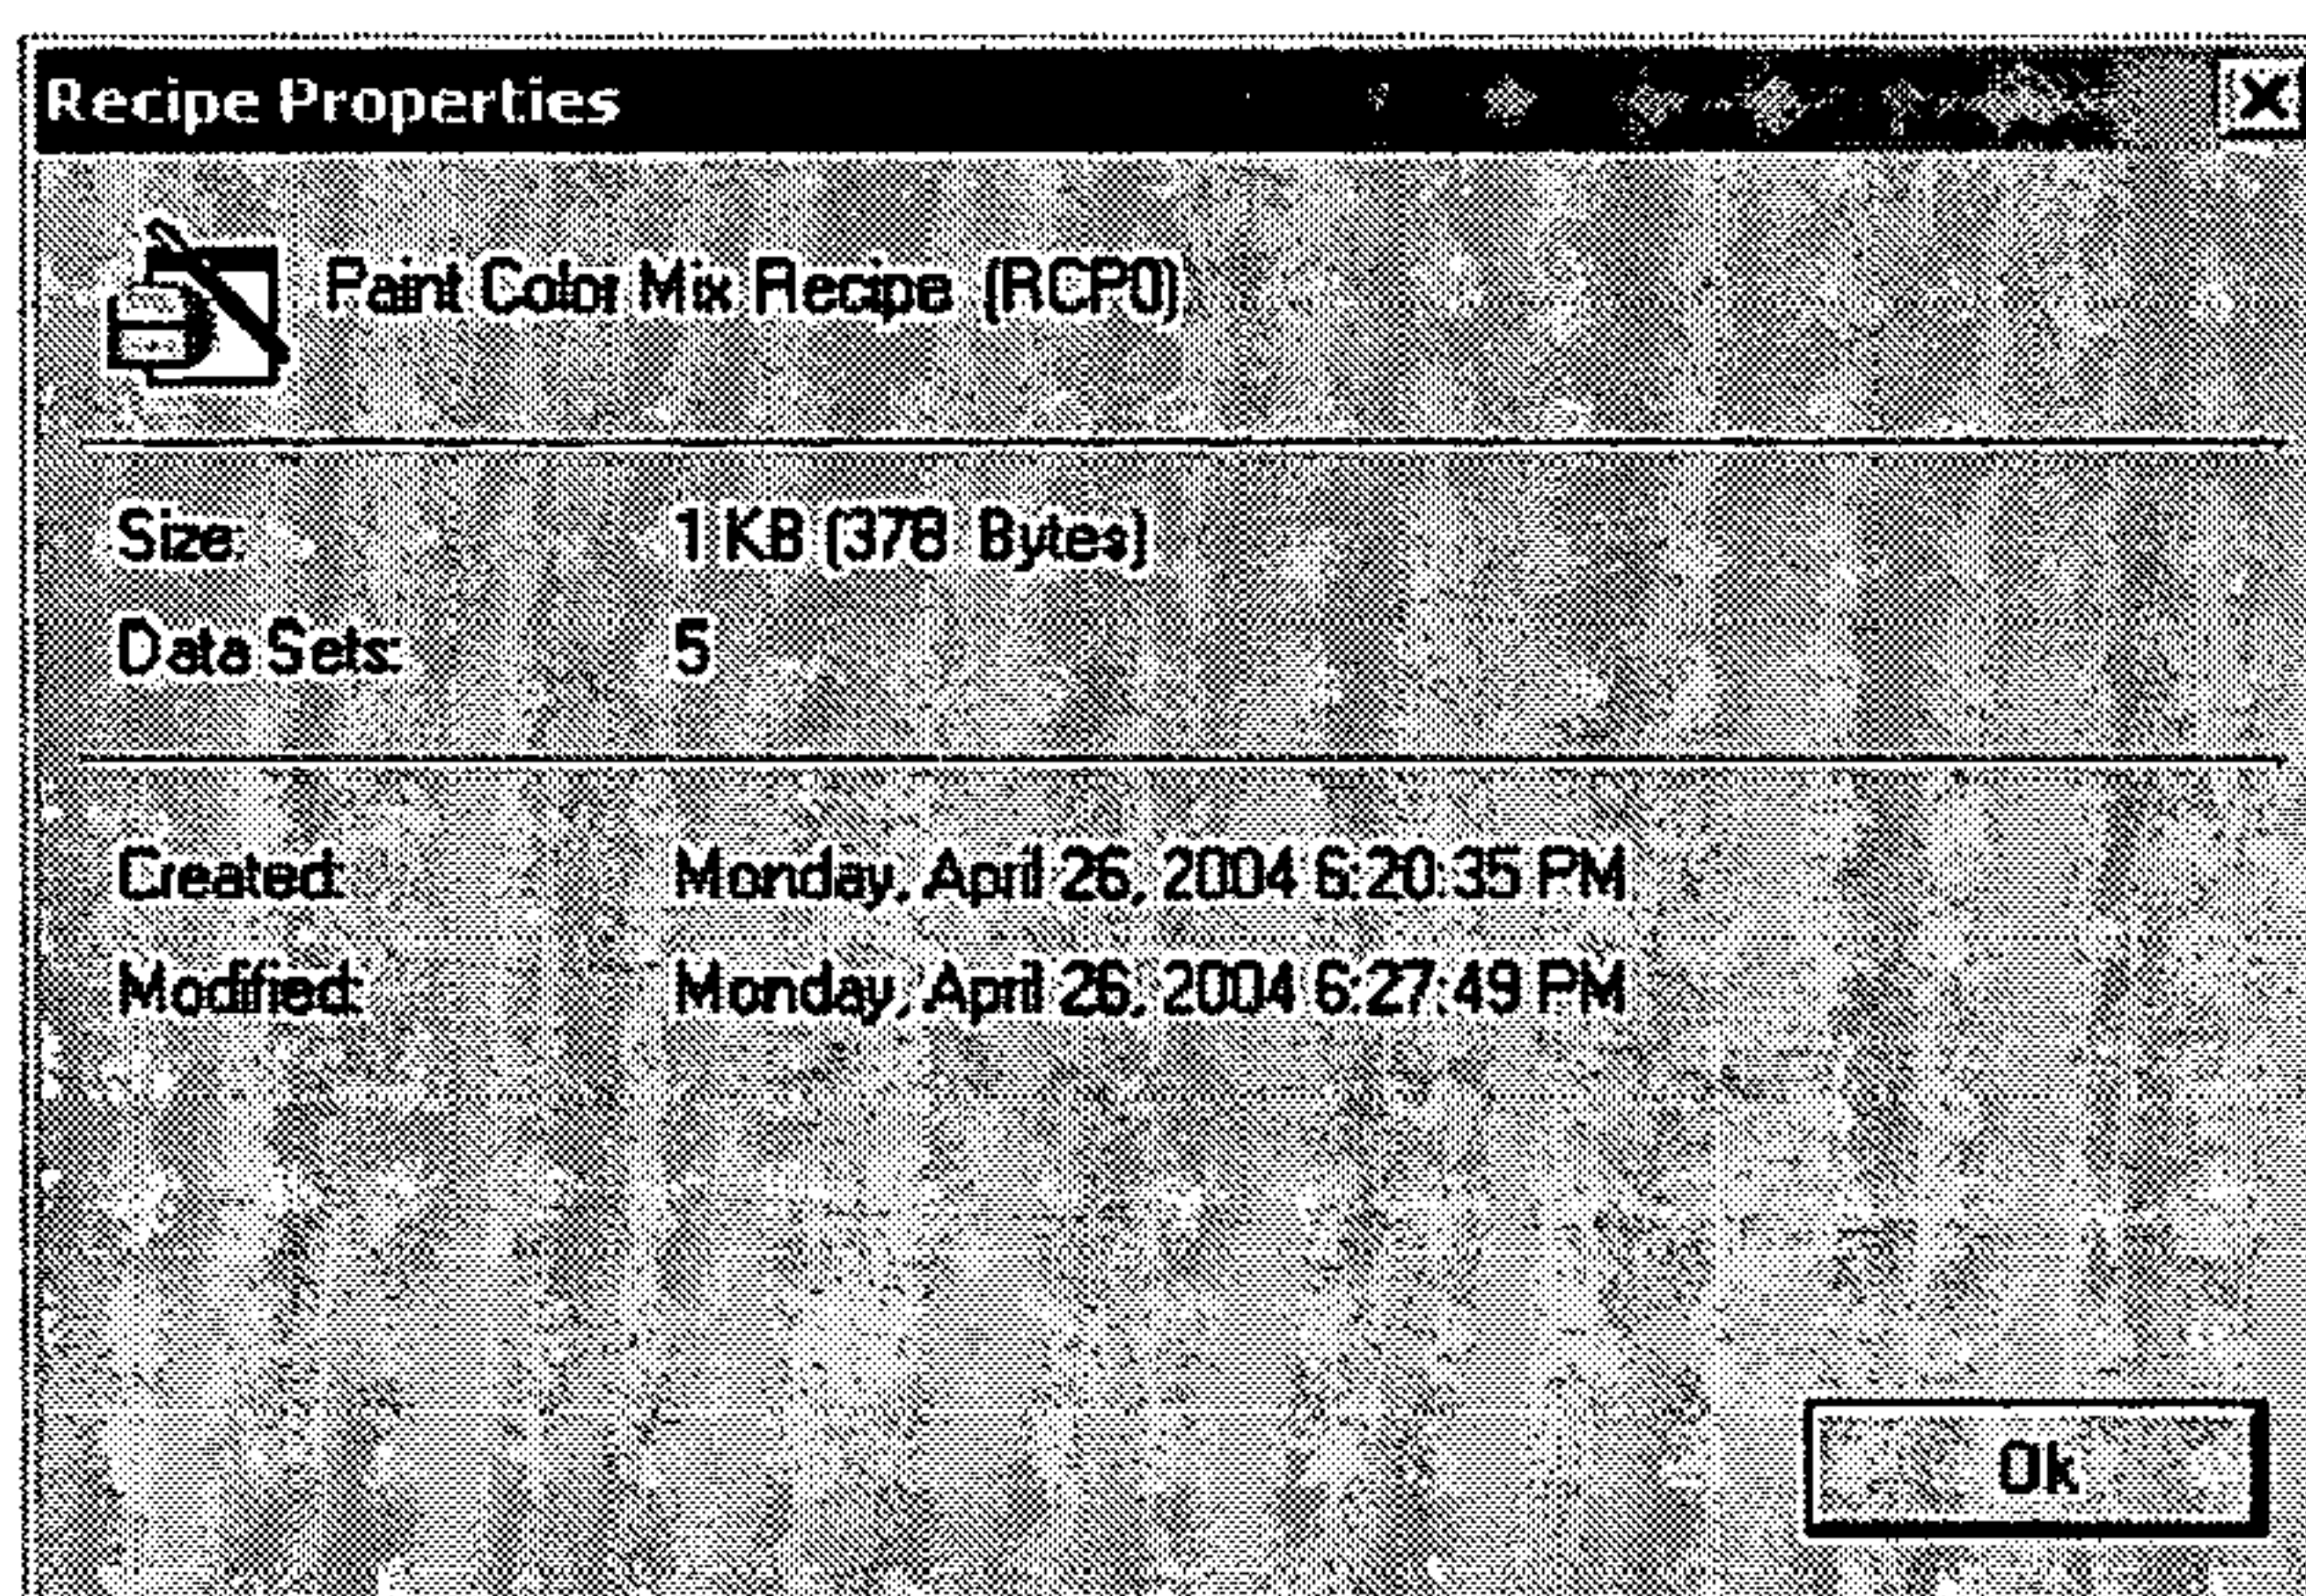 Recipe Properties
Paint Color Mix Recipe (RCP0)
Size: 1 KB (378 Bytes)
Data Sets: 5
Created: Monday, April 26, 2004 6:20:35 PM
Modified: Monday, April 26, 2004 6:27:49 PM
Ok